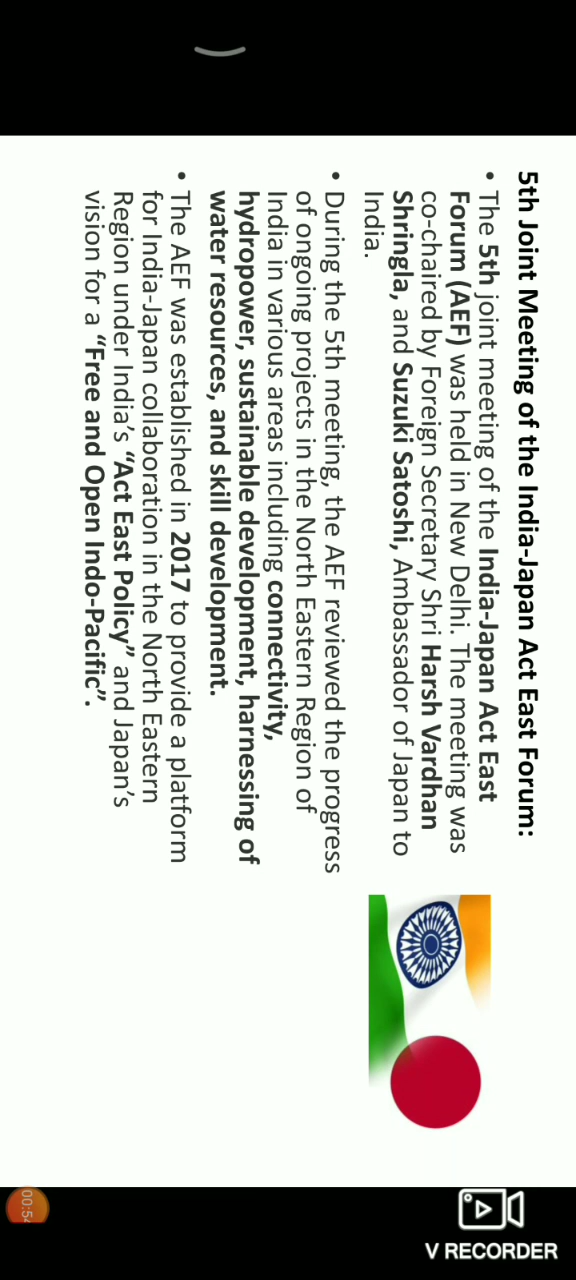 5th Joint Meeting of the India-Japan Act East Forum:
• The 5th joint meeting of the India-Japan Act East
Forum (AEF) was held in New Delhi. The meeting was
co-chaired by Foreign Secretary Shri Harsh Vardhan
Shringla, and Suzuki Satoshi, Ambassador of Japan to
India.
• During the 5th meeting, the AEF reviewed the progress
of ongoing projects in the North Eastern Region of
India in various areas including connectivity,
hydropower, sustainable development, harnessing of
water resources, and skill development.
• The AEF was established in 2017 to provide a platform
for India-Japan collaboration in the North Eastern
Region under India’s “Act East Policy” and Japan’s
vision for a “Free and Open Indo-Pacific”.
V RECORDER